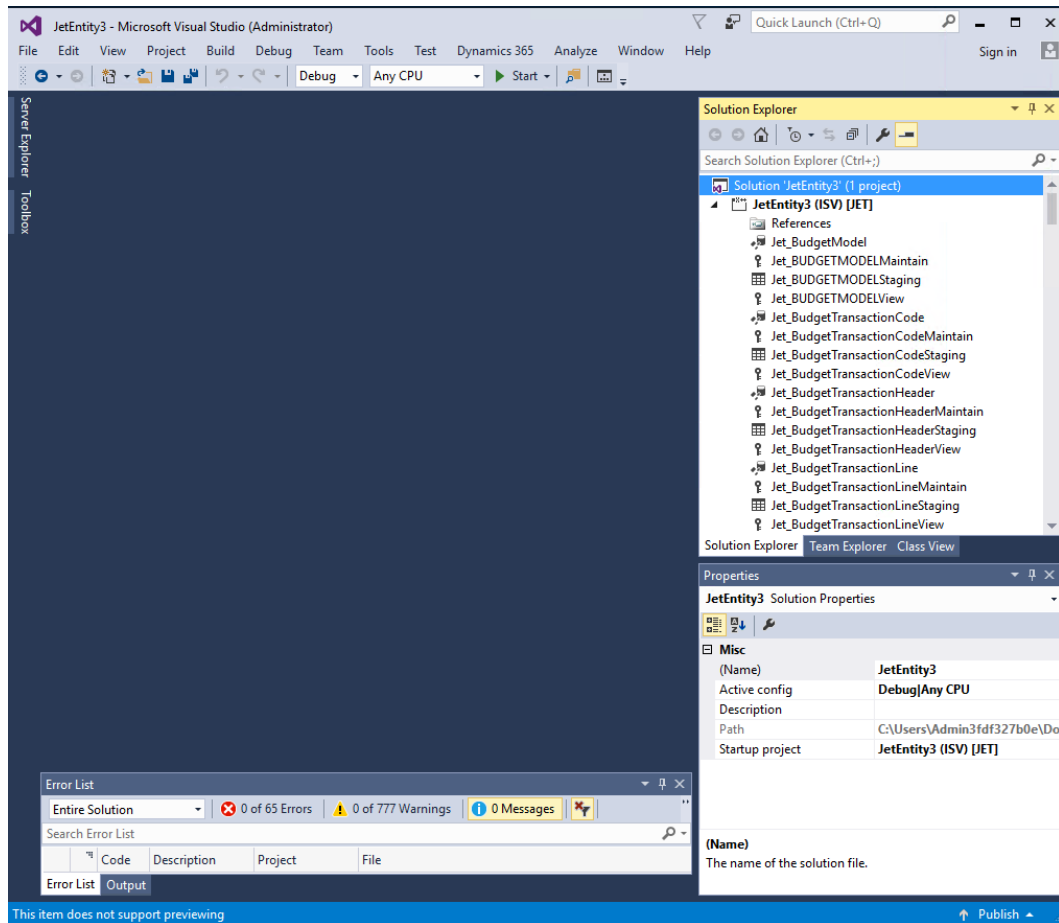 JetEntity3 - Microsoft Visual Studio (Administrator)
Quick Launch (Ctrl+Q)
File Edit View Project Build Debug Team Tools Test Dynamics 365 Analyze Window Help
Sign in
Debug Any CPU Start
Server Explorer
Toolbox
Solution Explorer
Search Solution Explorer (Ctrl+;)
Solution 'JetEntity3' (1 project)
JetEntity3 (ISV) [JET]
References
Jet_BudgetModel
Jet_BUDGETMODELMaintain
Jet_BUDGETMODELStaging
Jet_BUDGETMODELView
Jet_BudgetTransactionCode
Jet_BudgetTransactionCodeMaintain
Jet_BudgetTransactionCodeStaging
Jet_BudgetTransactionCodeView
Jet_BudgetTransactionHeader
Jet_BudgetTransactionHeaderMaintain
Jet_BudgetTransactionHeaderStaging
Jet_BudgetTransactionHeaderView
Jet_BudgetTransactionLine
Jet_BudgetTransactionLineMaintain
Jet_BudgetTransactionLineStaging
Jet_BudgetTransactionLineView
Solution Explorer Team Explorer Class View
Properties
JetEntity3 Solution Properties
Misc
(Name) JetEntity3
Active config Debug|Any CPU
Description
Path C:\Users\Admin3fdf327b0e\Do
Startup project JetEntity3 (ISV) [JET]
(Name)
The name of the solution file.
Error List
Entire Solution 0 of 65 Errors 0 of 777 Warnings 0 Messages
Search Error List
Code Description Project File
Error List Output
This item does not support previewing
Publish